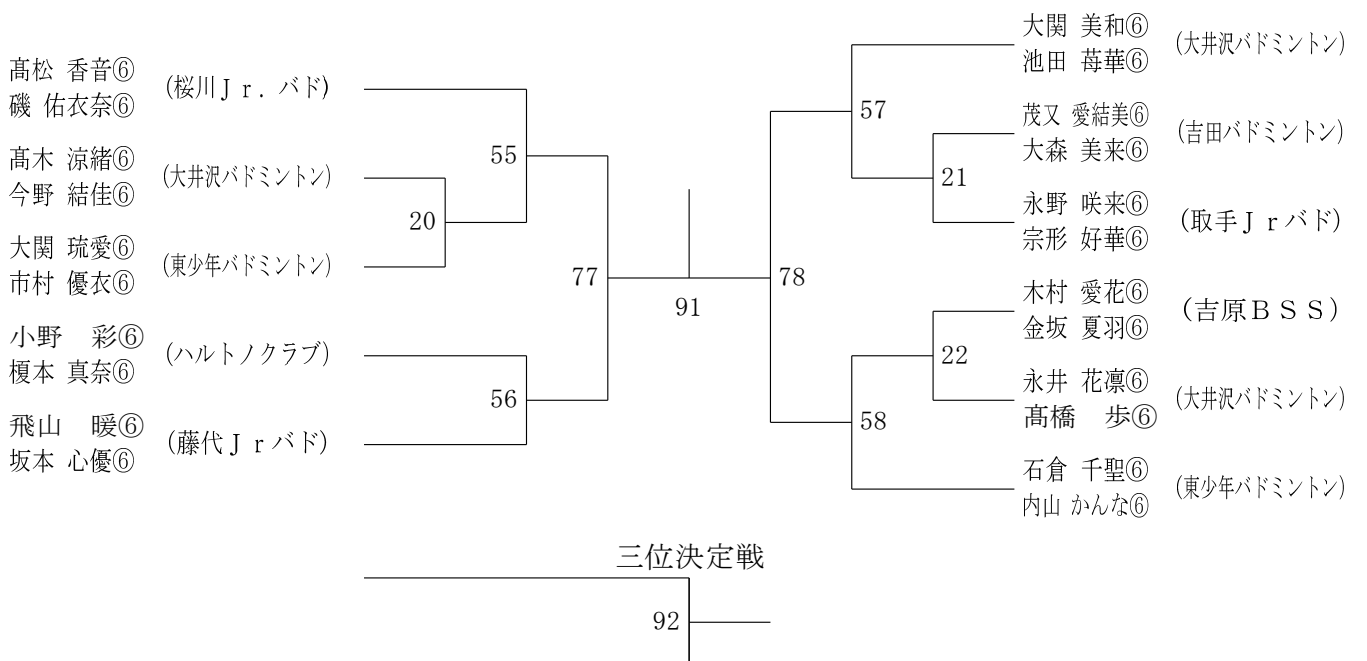 髙松 香音⑥
磯 佑衣奈⑥
(桜川Ｊｒ．バド)
髙木 涼緒⑥
今野 結佳⑥
(大井沢バドミントン)
大関 琉愛⑥
市村 優衣⑥
(東少年バドミントン)
小野　彩⑥
榎本 真奈⑥
(ハルトノクラブ)
飛山　暖⑥
坂本 心優⑥
(藤代Ｊｒバド)
55
20
56
77
91
78
57
21
22
58
大関 美和⑥
池田 苺華⑥
(大井沢バドミントン)
茂又 愛結美⑥
大森 美来⑥
(吉田バドミントン)
永野 咲来⑥
宗形 好華⑥
(取手Ｊｒバド)
木村 愛花⑥
金坂 夏羽⑥
(吉原ＢＳＳ)
永井 花凛⑥
髙橋　歩⑥
(大井沢バドミントン)
石倉 千聖⑥
内山 かんな⑥
(東少年バドミントン)
三位決定戦
92